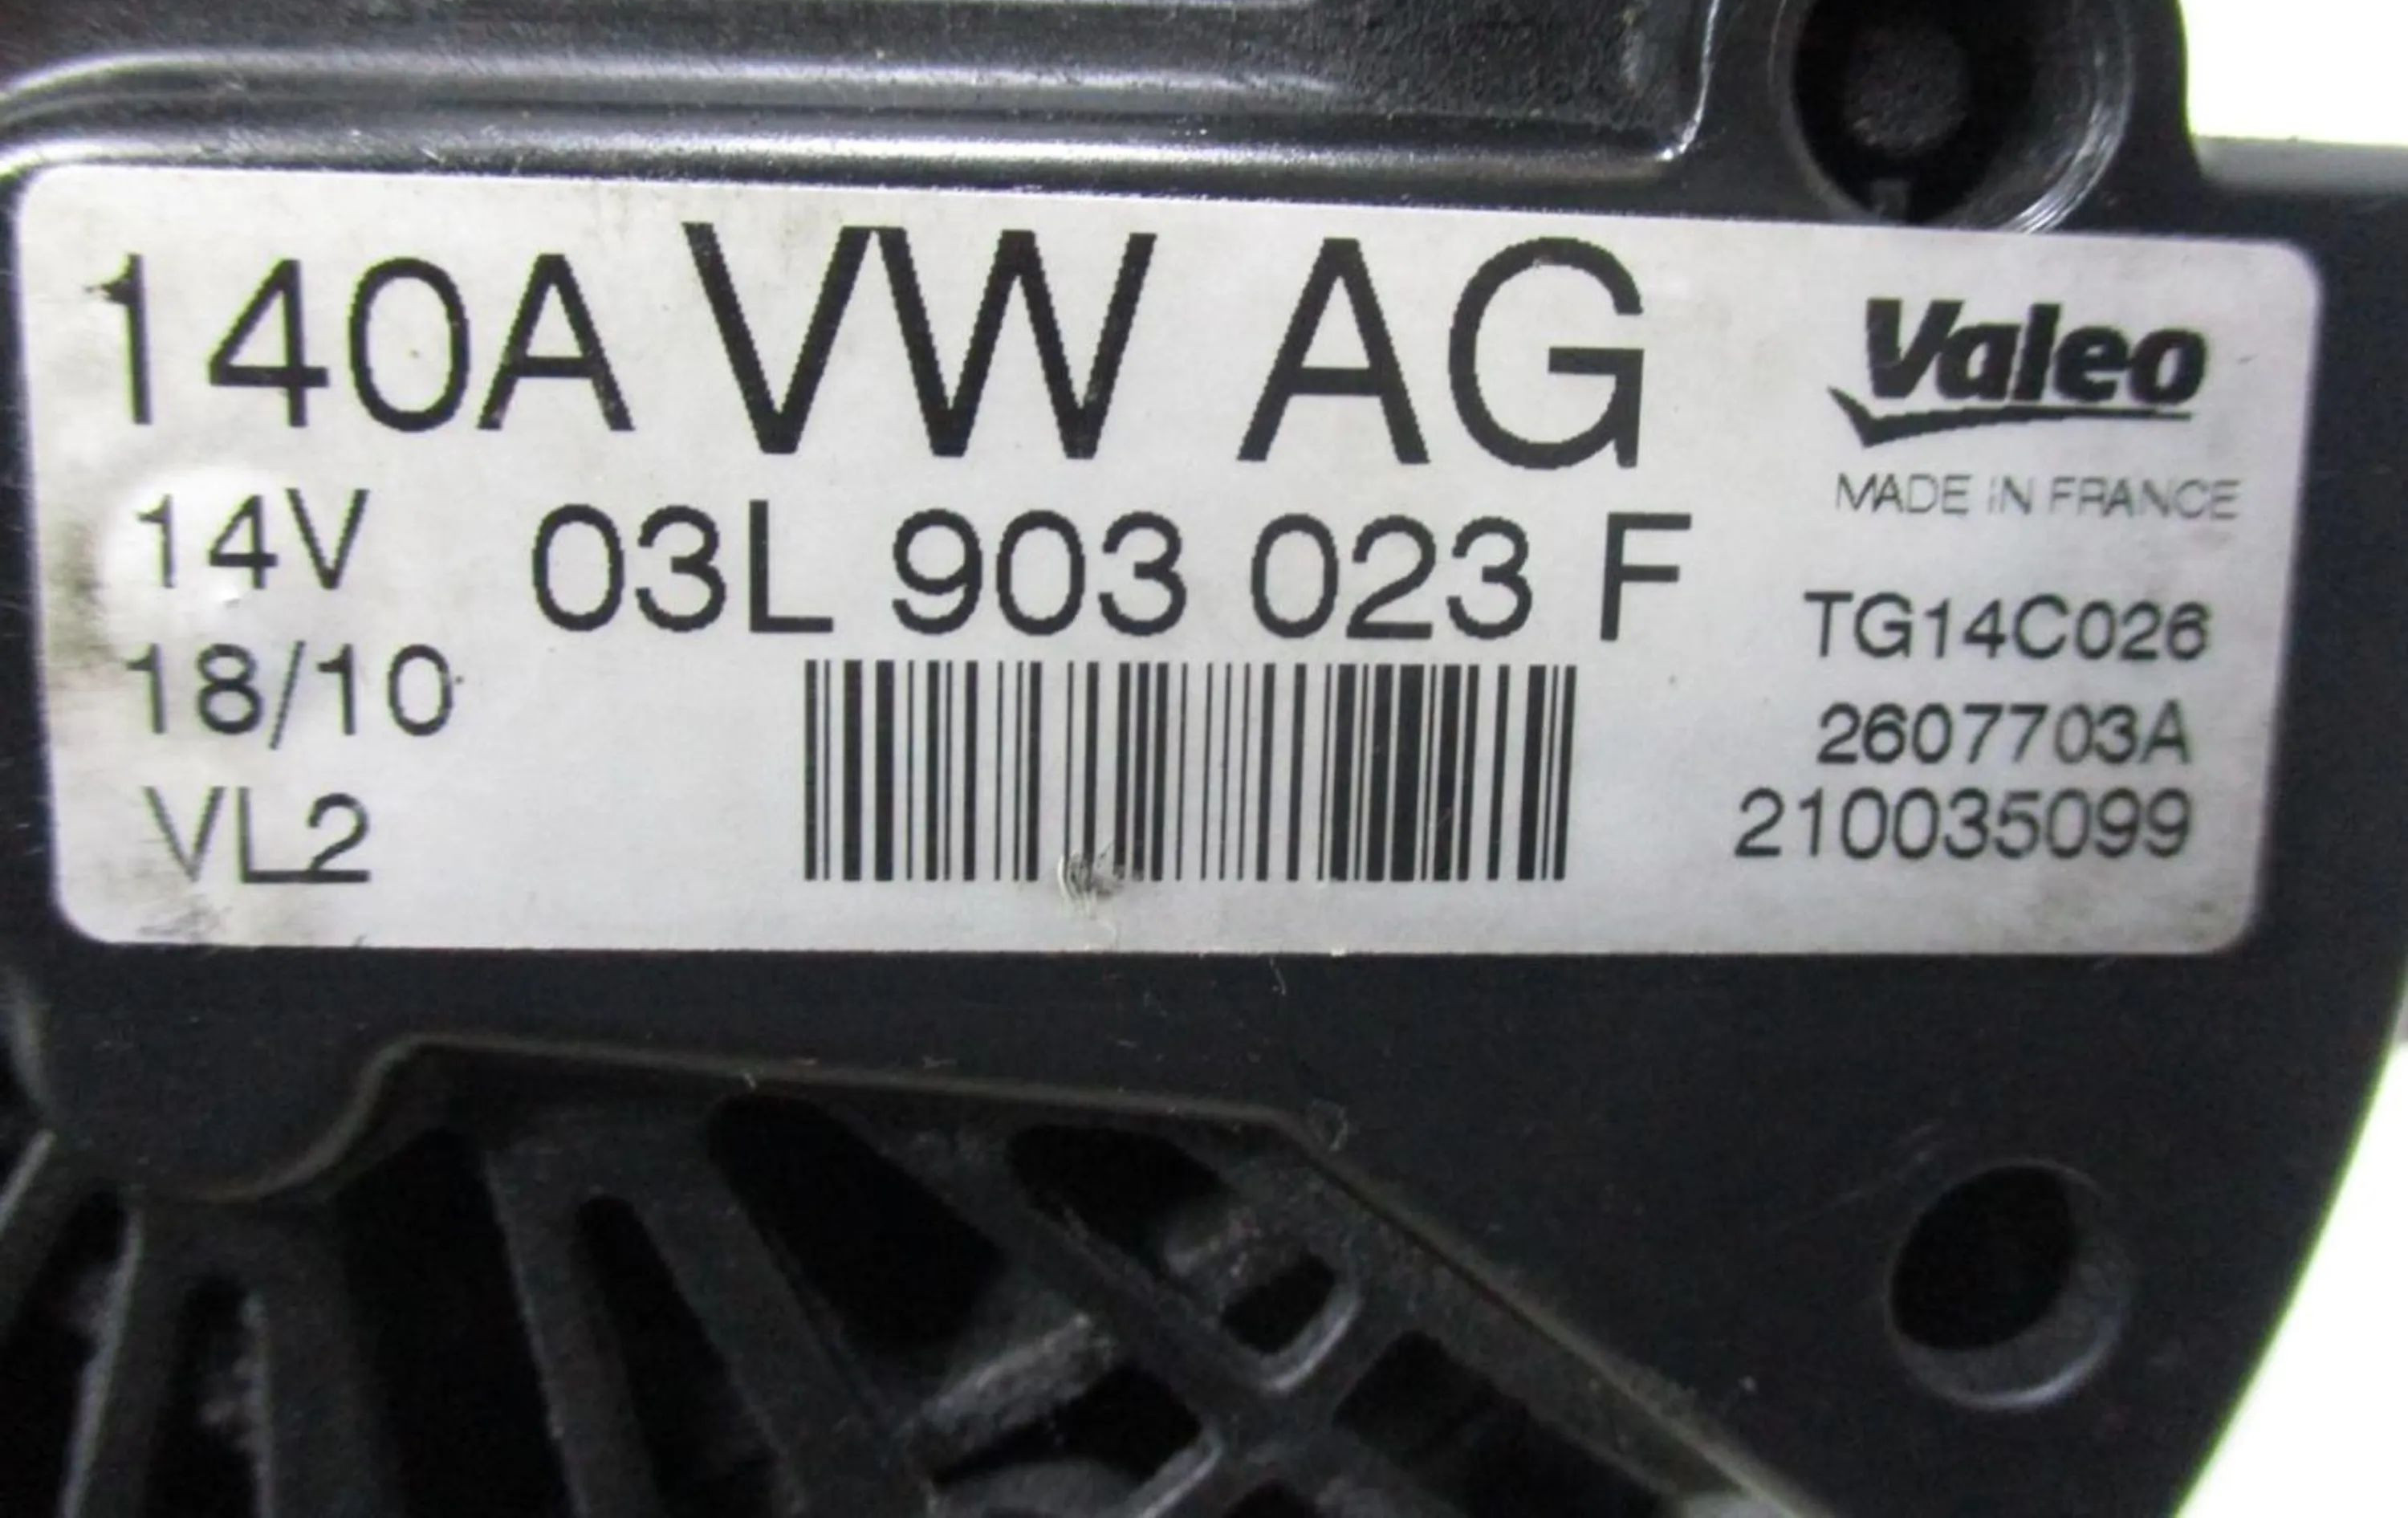 140A VW AG
Valeo
MADE IN FRANCE
14V
03L 903 023 F
TG14C026
18/10
2607703A
VL2
210035099